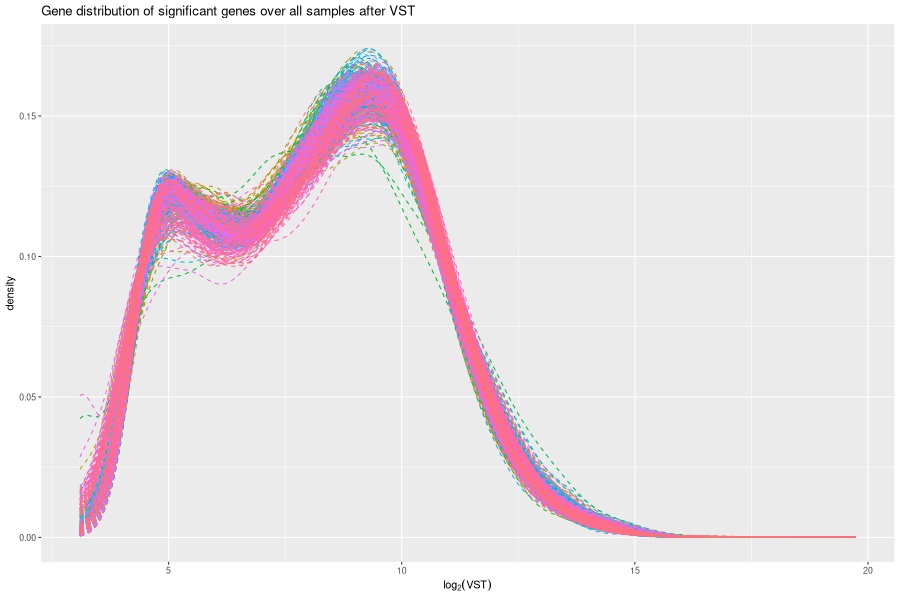 Gene distribution of significant genes over all samples after VST
density
0.15
0.10
0.05
0.00
5
10
15
20
log₂(VST)